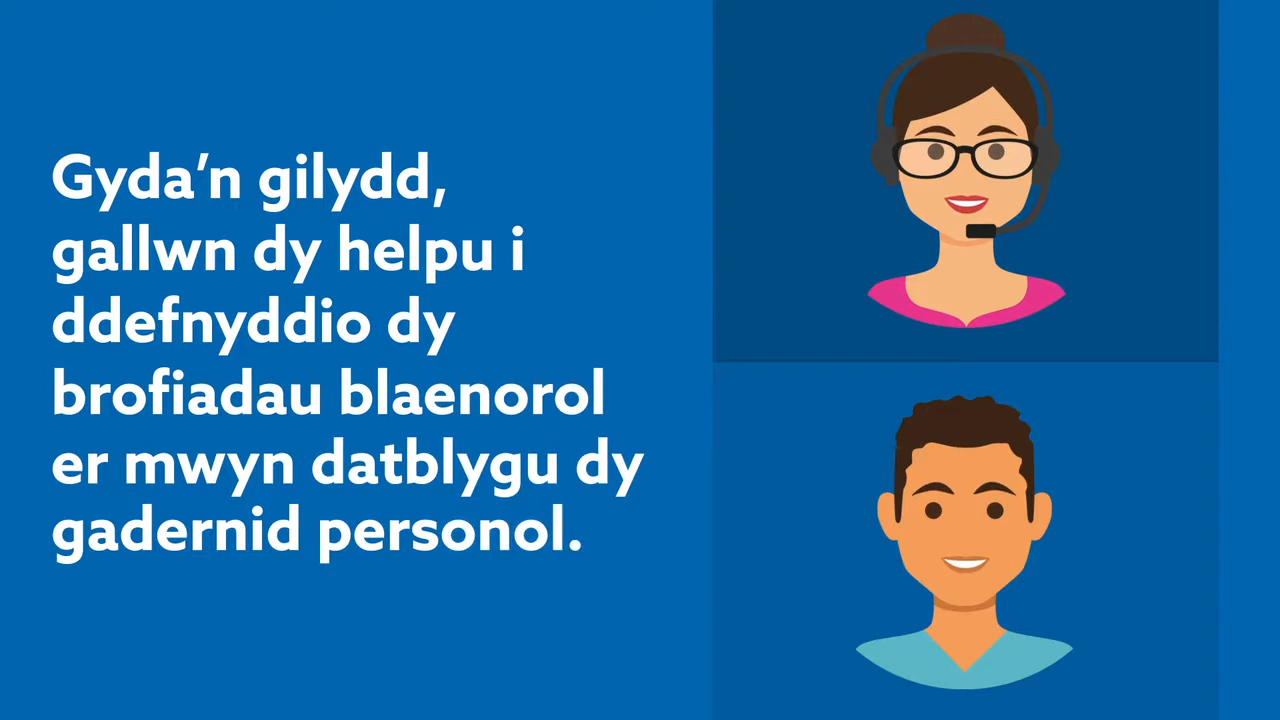 Gyda’n gilydd,
gallwn dy helpu i
ddefnyddio dy
brofiadau blaenorol
er mwyn datblygu dy
gadernid personol.